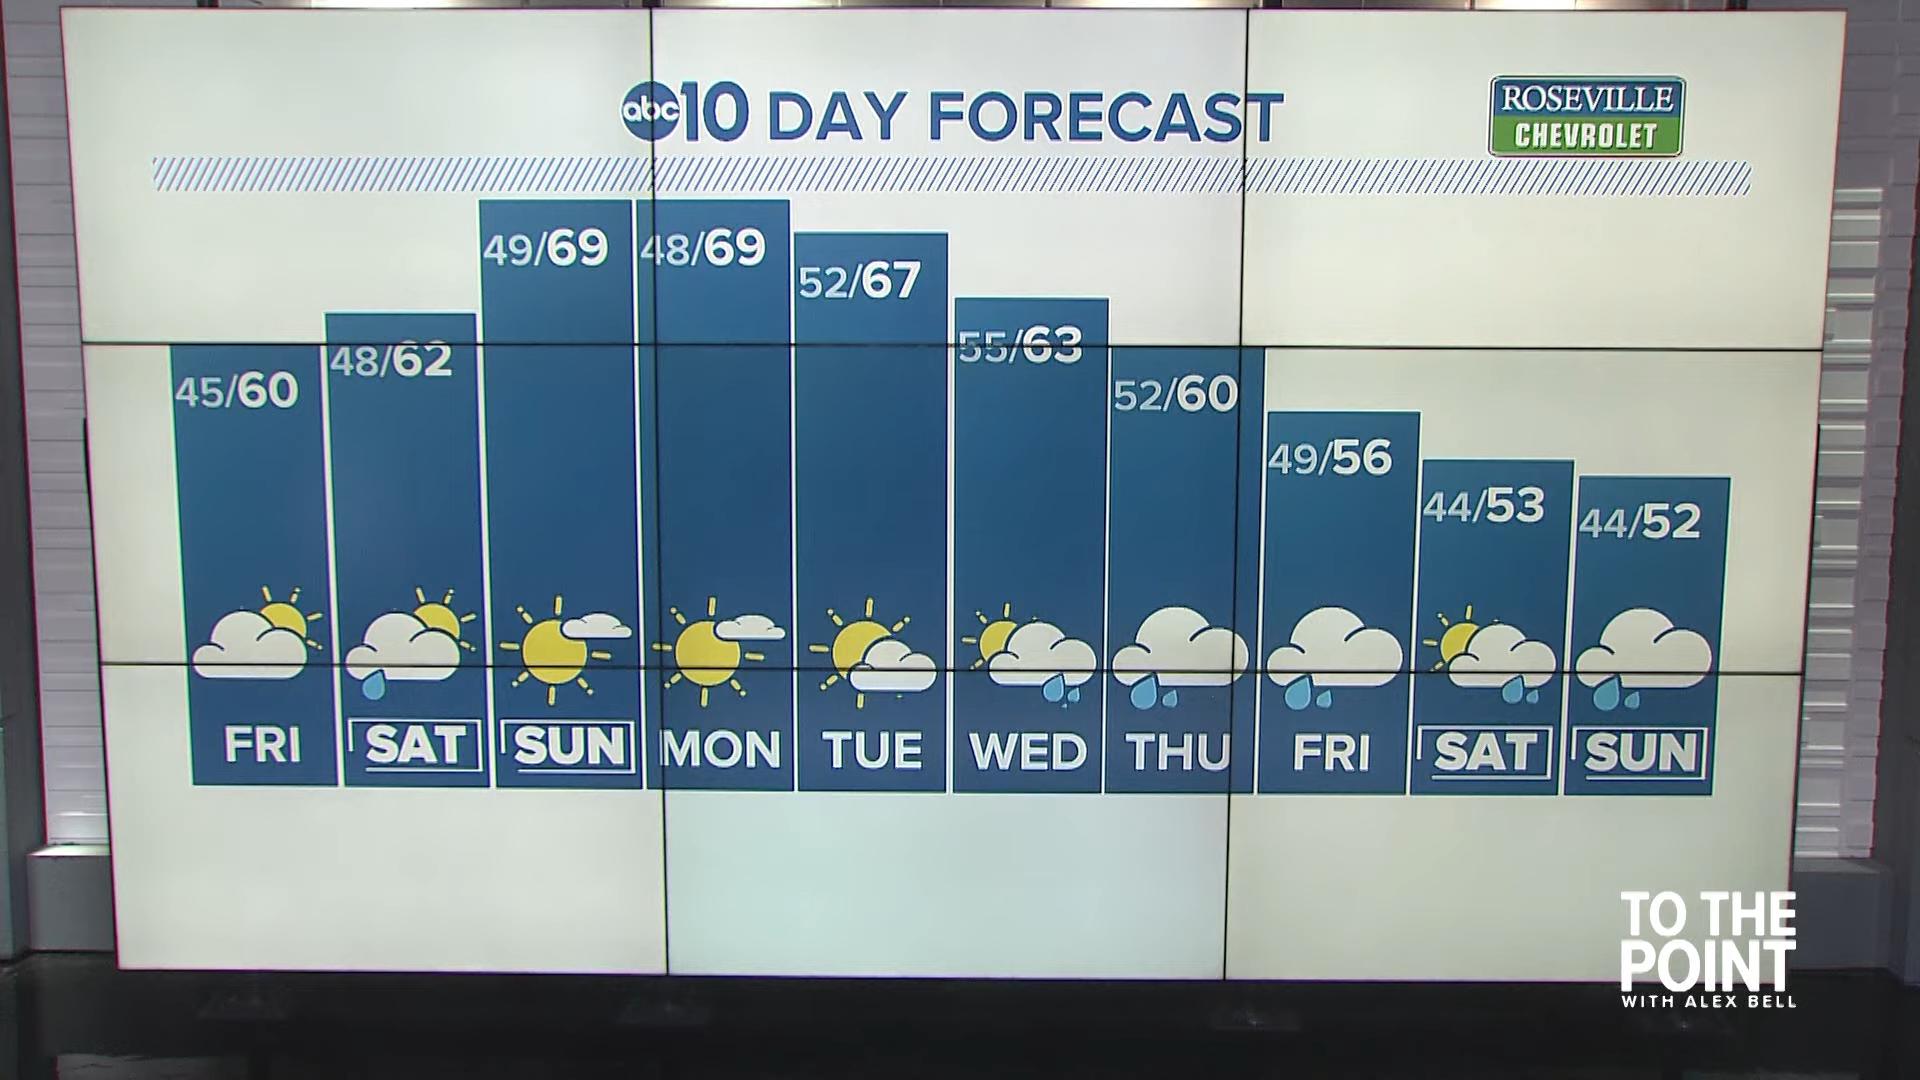 abc10 DAY FORECAST
ROSEVILLE
CHEVROLET
49/69
48/69
52/67
55/63
48/62
45/60
52/60
49/56
44/53
44/52
FRI
SAT
SUN
MON
TUE
WED
THU
FRI
SAT
SUN
TO THE
POINT
WITH ALEX BELL